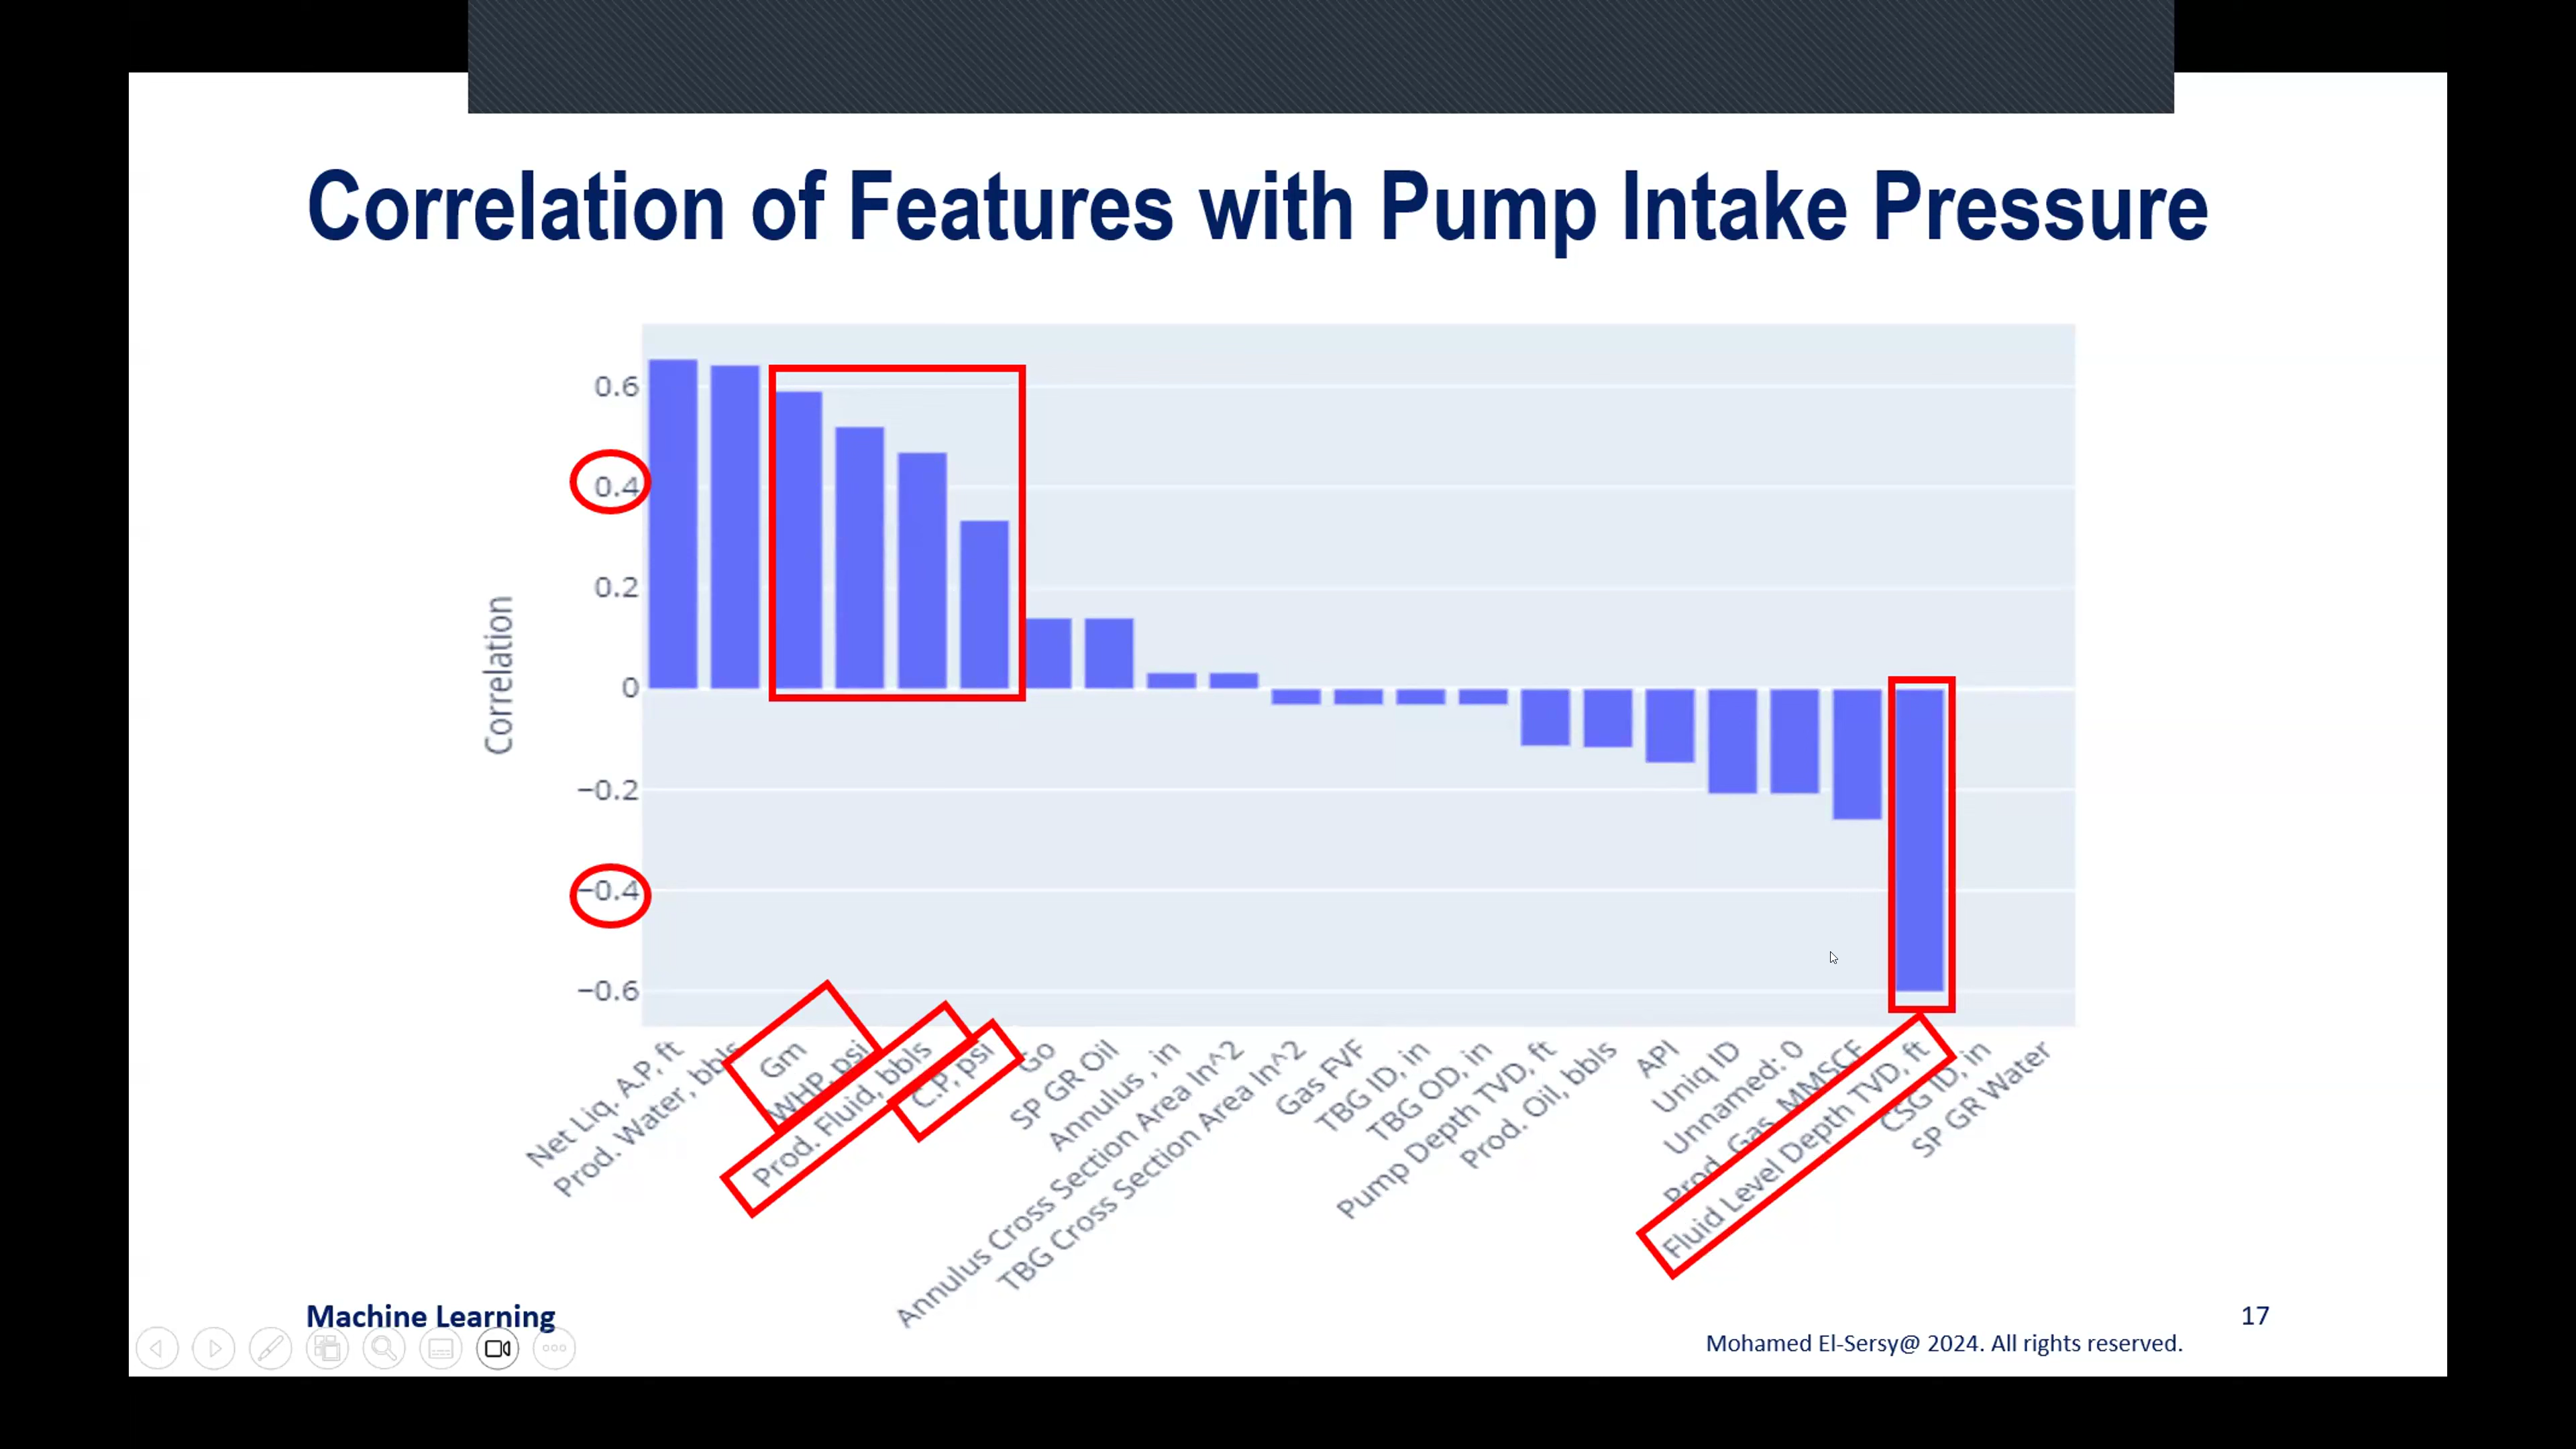 Correlation of Features with Pump Intake Pressure
0.6
0.4
0.2
0
−0.2
−0.4
−0.6
Correlation
Net Liq. A.P, ft
Prod. Water, bbls
Gm
WHP, psi
Prod. Fluid, bbls
C.P, psi
Go
SP GR Oil
Annulus , in
Annulus Cross Section Area In^2
TBG Cross Section Area In^2
Gas FVF
TBG ID, in
TBG OD, in
Pump Depth TVD, ft
Prod. Oil, bbls
API
Uniq ID
Unnamed: 0
Prod. Gas, MMSCF
Fluid Level Depth TVD, ft
CSG ID, in
SP GR Water
Machine Learning
17
Mohamed El-Sersy@ 2024. All rights reserved.